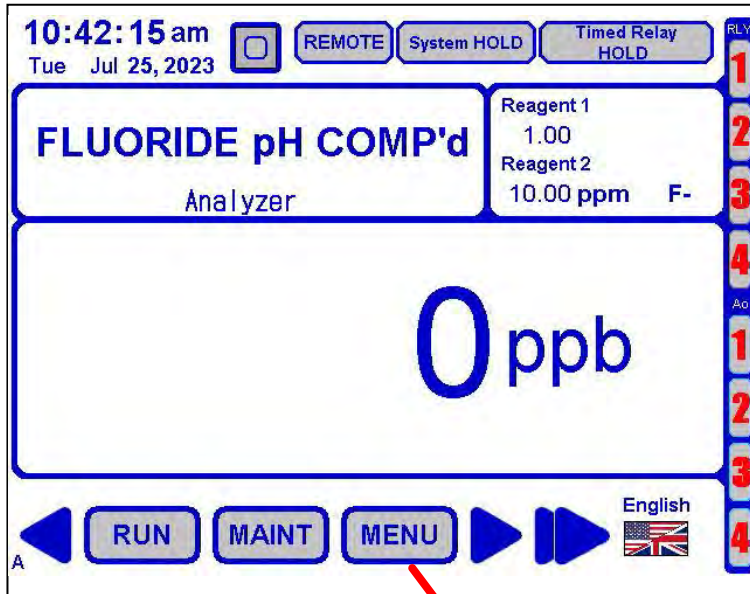 10:42:15 am
Tue Jul 25, 2023
REMOTE
System HOLD
Timed Relay
HOLD
FLUORIDE pH COMP'd
Analyzer
Reagent 1
1.00
Reagent 2
10.00 ppm F-
0 ppb
RLY
1
2
3
4
Ao
1
2
3
4
RUN
MAINT
MENU
English
A